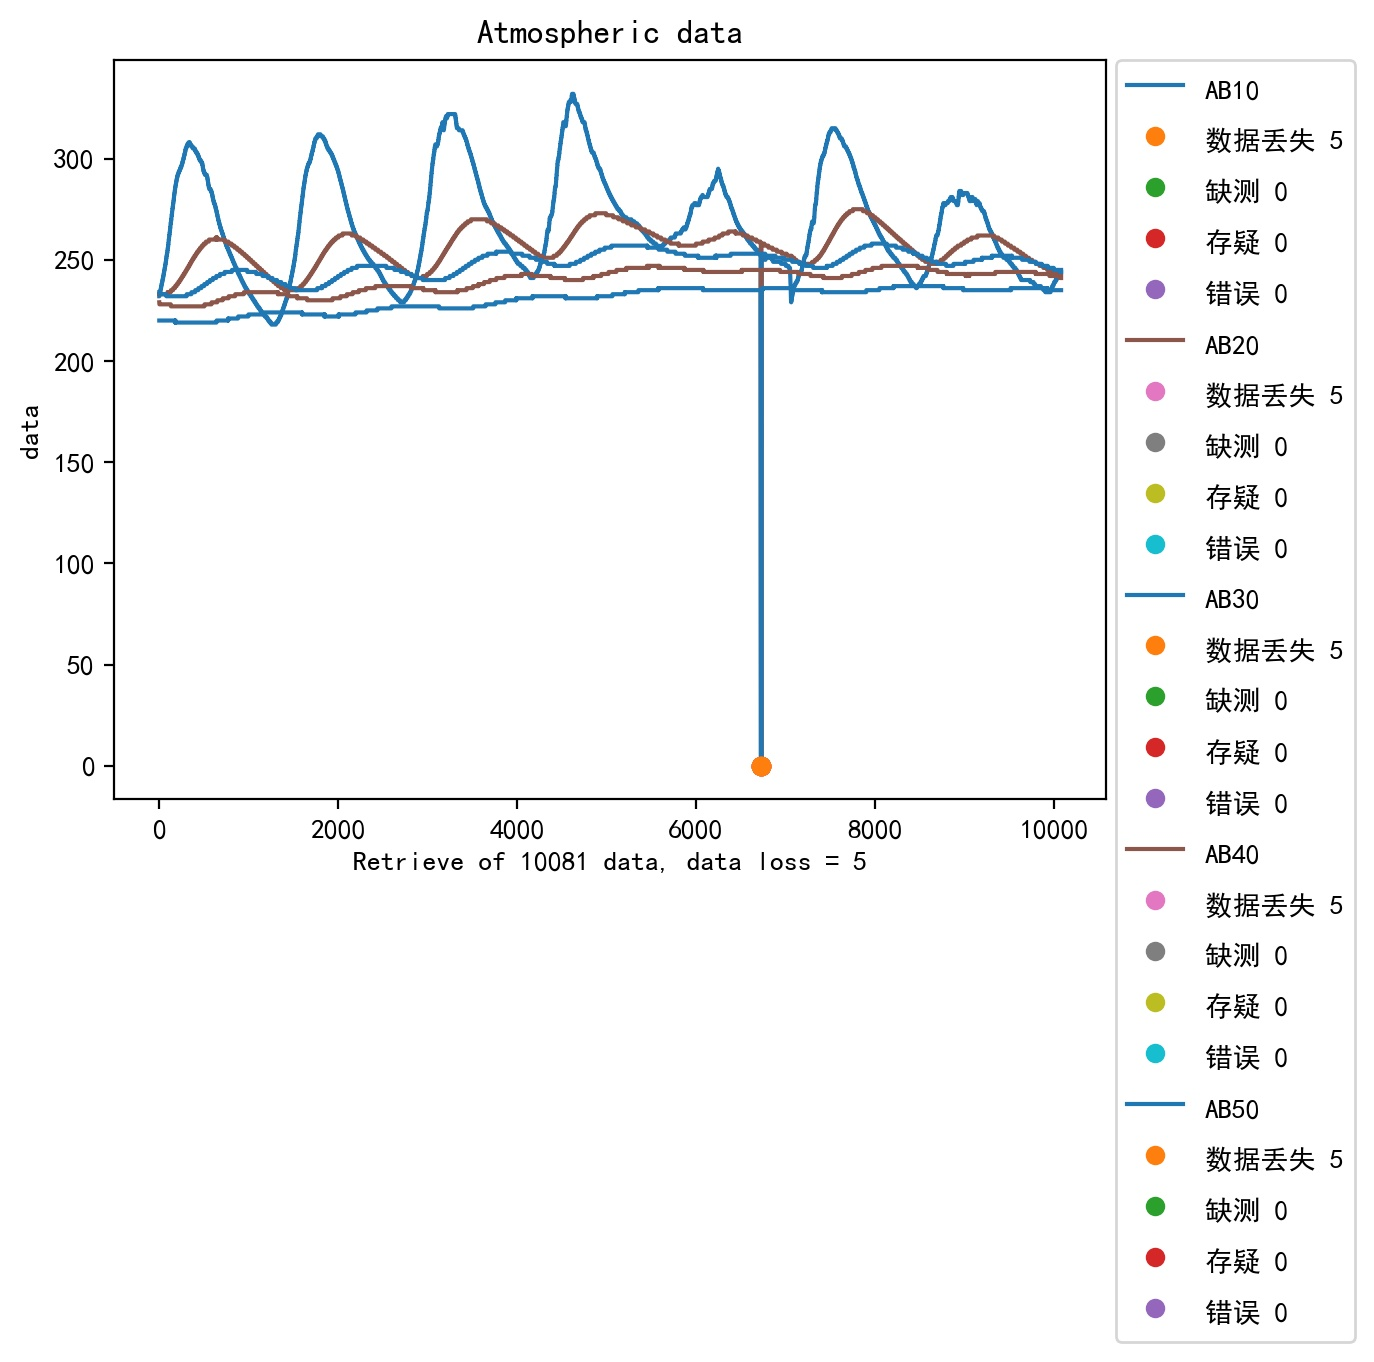 Atmospheric data
data
300
250
200
150
100
50
0
0 2000 4000 6000 8000 10000
Retrieve of 10081 data, data loss = 5
AB10
数据丢失 5
缺测 0
存疑 0
错误 0
AB20
数据丢失 5
缺测 0
存疑 0
错误 0
AB30
数据丢失 5
缺测 0
存疑 0
错误 0
AB40
数据丢失 5
缺测 0
存疑 0
错误 0
AB50
数据丢失 5
缺测 0
存疑 0
错误 0